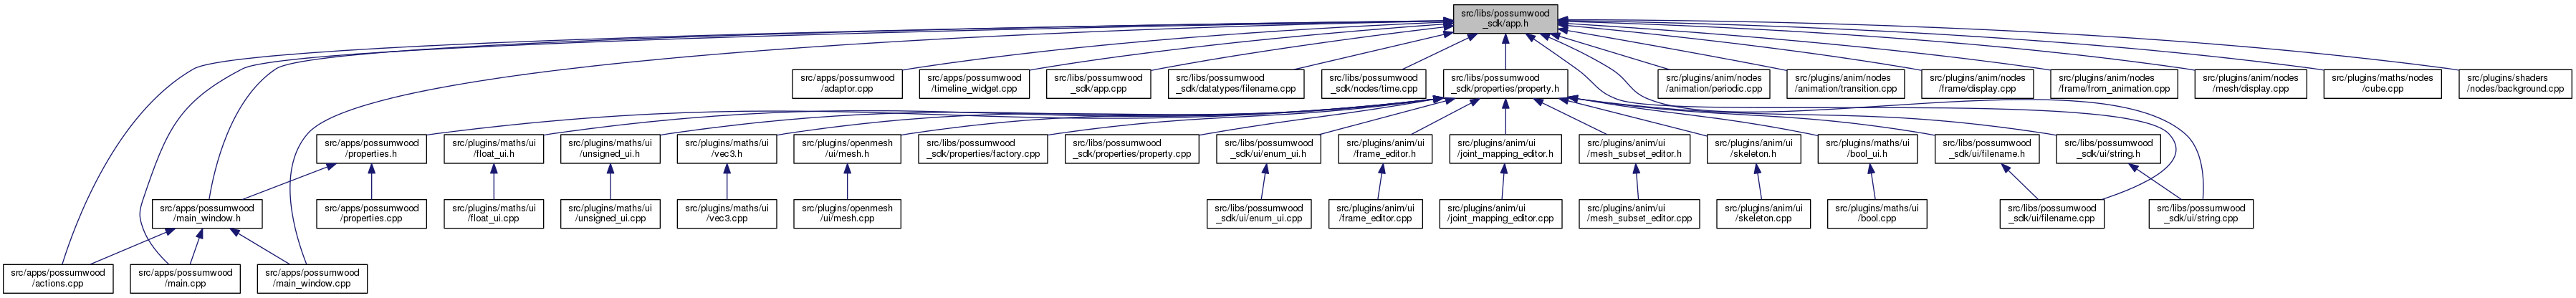 src/libs/possumwood
_sdk/app.h
src/apps/possumwood
/adaptor.cpp
src/apps/possumwood
/timeline_widget.cpp
src/libs/possumwood
_sdk/app.cpp
src/libs/possumwood
_sdk/datatypes/filename.cpp
src/libs/possumwood
_sdk/nodes/time.cpp
src/libs/possumwood
_sdk/properties/property.h
src/plugins/anim/nodes
/animation/periodic.cpp
src/plugins/anim/nodes
/animation/transition.cpp
src/plugins/anim/nodes
/frame/display.cpp
src/plugins/anim/nodes
/frame/from_animation.cpp
src/plugins/anim/nodes
/mesh/display.cpp
src/plugins/maths/nodes
/cube.cpp
src/plugins/shaders
/nodes/background.cpp
src/apps/possumwood
/properties.h
src/plugins/maths/ui
/float_ui.h
src/plugins/maths/ui
/unsigned_ui.h
src/plugins/maths/ui
/vec3.h
src/plugins/openmesh
/ui/mesh.h
src/libs/possumwood
_sdk/properties/factory.cpp
src/libs/possumwood
_sdk/properties/property.cpp
src/libs/possumwood
_sdk/ui/enum_ui.h
src/plugins/anim/ui
/frame_editor.h
src/plugins/anim/ui
/joint_mapping_editor.h
src/plugins/anim/ui
/mesh_subset_editor.h
src/plugins/anim/ui
/skeleton.h
src/plugins/maths/ui
/bool_ui.h
src/libs/possumwood
_sdk/ui/filename.h
src/libs/possumwood
_sdk/ui/string.h
src/apps/possumwood
/main_window.h
src/apps/possumwood
/properties.cpp
src/plugins/maths/ui
/float_ui.cpp
src/plugins/maths/ui
/unsigned_ui.cpp
src/plugins/maths/ui
/vec3.cpp
src/plugins/openmesh
/ui/mesh.cpp
src/libs/possumwood
_sdk/ui/enum_ui.cpp
src/plugins/anim/ui
/frame_editor.cpp
src/plugins/anim/ui
/joint_mapping_editor.cpp
src/plugins/anim/ui
/mesh_subset_editor.cpp
src/plugins/anim/ui
/skeleton.cpp
src/plugins/maths/ui
/bool.cpp
src/libs/possumwood
_sdk/ui/filename.cpp
src/libs/possumwood
_sdk/ui/string.cpp
src/apps/possumwood
/actions.cpp
src/apps/possumwood
/main.cpp
src/apps/possumwood
/main_window.cpp